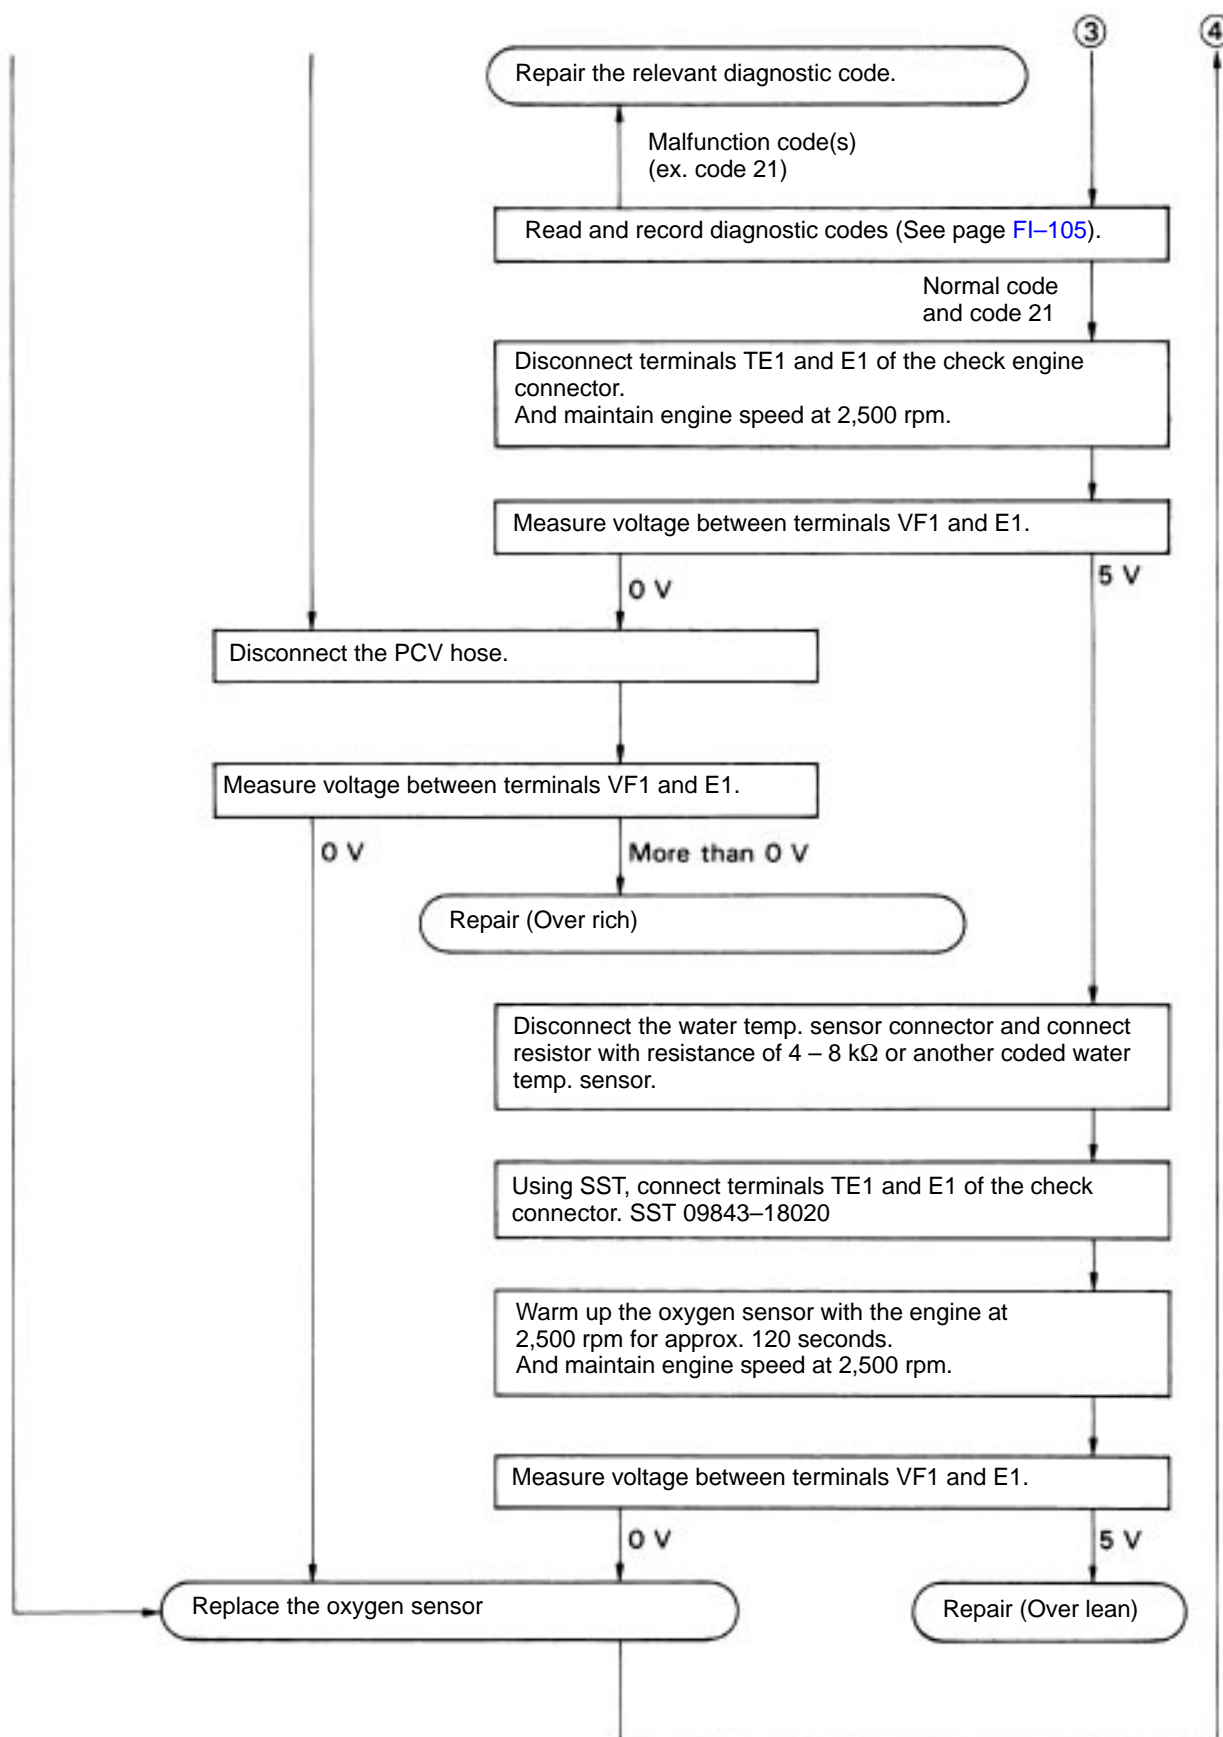 ③
④
Repair the relevant diagnostic code.
Malfunction code(s)
(ex. code 21)
Read and record diagnostic codes (See page FI–105).
Normal code
and code 21
Disconnect terminals TE1 and E1 of the check engine
connector.
And maintain engine speed at 2,500 rpm.
Measure voltage between terminals VF1 and E1.
0 V
5 V
Disconnect the PCV hose.
Measure voltage between terminals VF1 and E1.
0 V
More than 0 V
Repair (Over rich)
Disconnect the water temp. sensor connector and connect
resistor with resistance of 4 – 8 kΩ or another coded water
temp. sensor.
Using SST, connect terminals TE1 and E1 of the check
connector. SST 09843–18020
Warm up the oxygen sensor with the engine at
2,500 rpm for approx. 120 seconds.
And maintain engine speed at 2,500 rpm.
Measure voltage between terminals VF1 and E1.
0 V
5 V
Replace the oxygen sensor
Repair (Over lean)